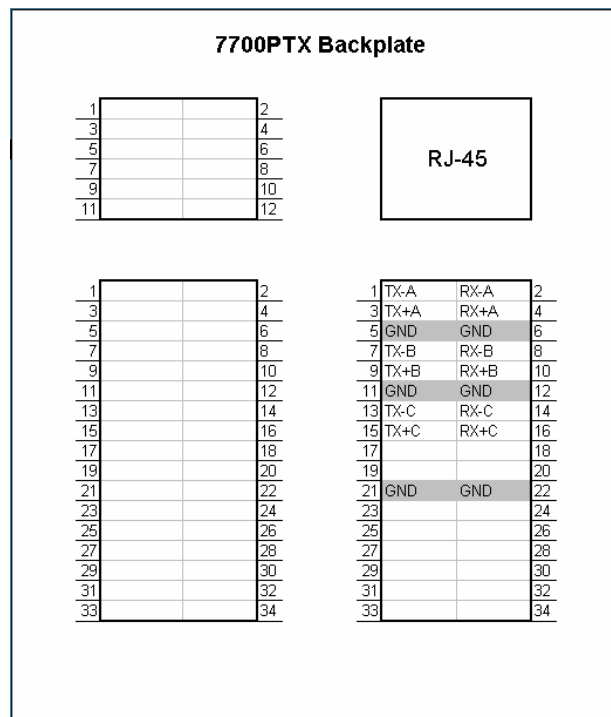 7700PTX Backplate
1 2
3 4
5 6
7 8
9 10
11 12
RJ-45
1 2
3 4
5 6
7 8
9 10
11 12
13 14
15 16
17 18
19 20
21 22
23 24
25 26
27 28
29 30
31 32
33 34
1 TX-A RX-A 2
3 TX+A RX+A 4
5 GND GND 6
7 TX-B RX-B 8
9 TX+B RX+B 10
11 GND GND 12
13 TX-C RX-C 14
15 TX+C RX+C 16
17 18
19 20
21 GND GND 22
23 24
25 26
27 28
29 30
31 32
33 34